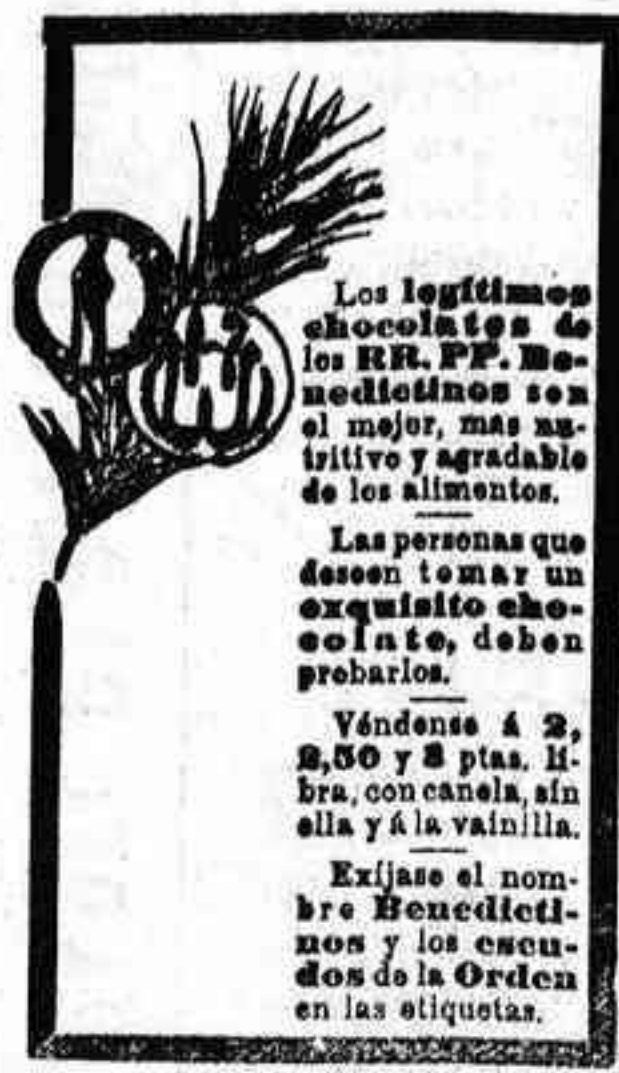 Los legítimos
chocolates de
los RR. PP. Be-
nedictinos son
el mejor, mas nu-
tritivo y agradable
de los alimentos.
Las personas que
deseen tomar un
exquisito cho-
colate, deben
probarlos.
Véndense á 2,
2,50 y 3 ptas. li-
bra, con canela, sin
ella y á la vainilla.
Exíjase el nom-
bre Benedicti-
nos y los escu-
dos de la Orden
en las etiquetas.